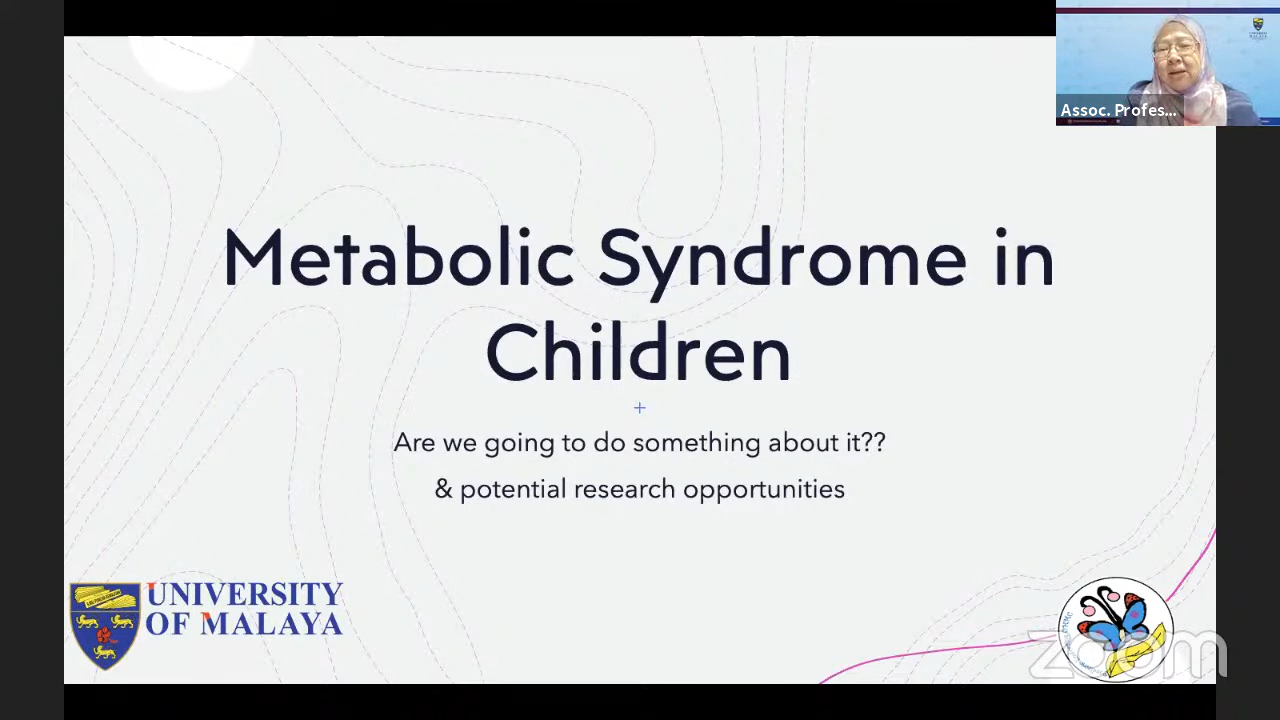 Assoc. Profes...
Metabolic Syndrome in
Children
Are we going to do something about it??
& potential research opportunities
UNIVERSITY
OF MALAYA
zoom